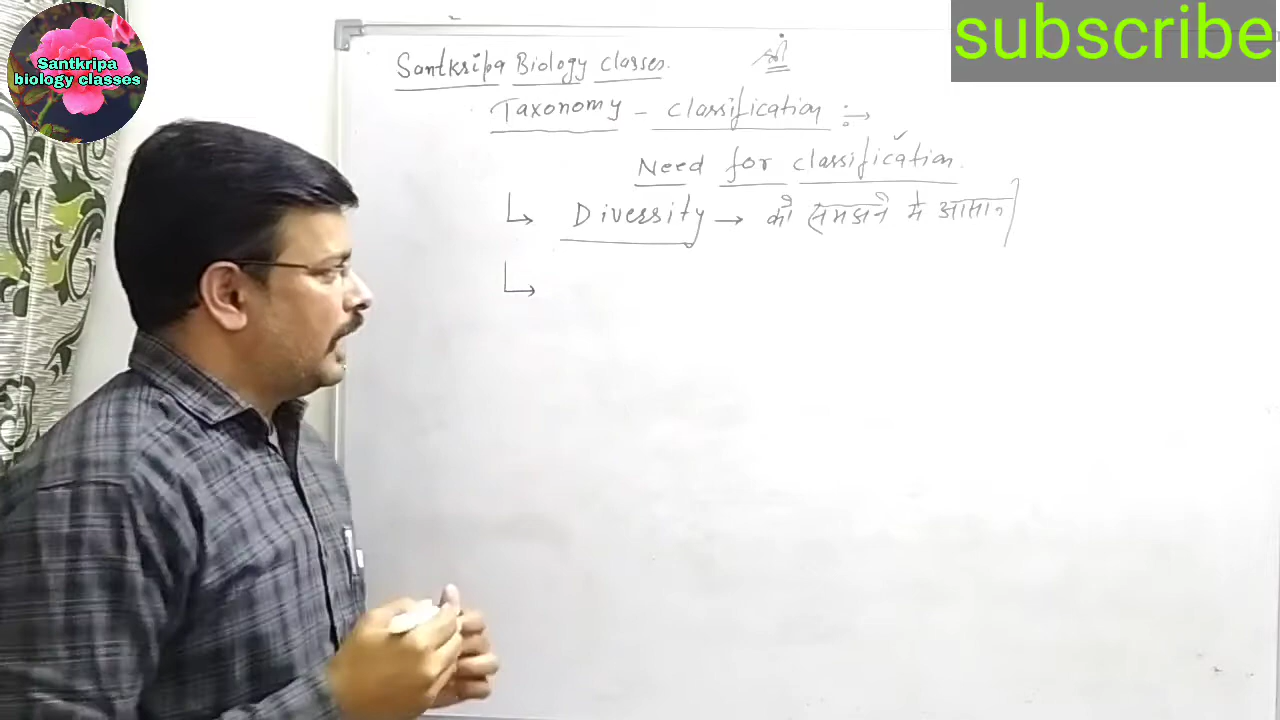 Santkripa
biology classes
subscribe
Santkripa Biology classes.
श्री
Taxonomy - classification :→
Need for classification.
Diversity → को समझने में आसान